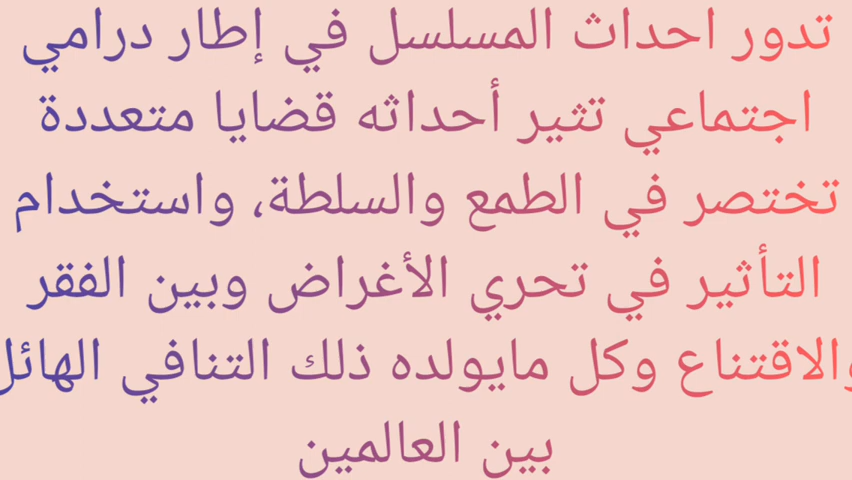 تدور احداث المسلسل في إطار درامي
اجتماعي تثير أحداثه قضايا متعددة
تختصر في الطمع والسلطة، واستخدام
التأثير في تحري الأغراض وبين الفقر
والاقتناع وكل مايولده ذلك التنافي الهائل
بين العالمين